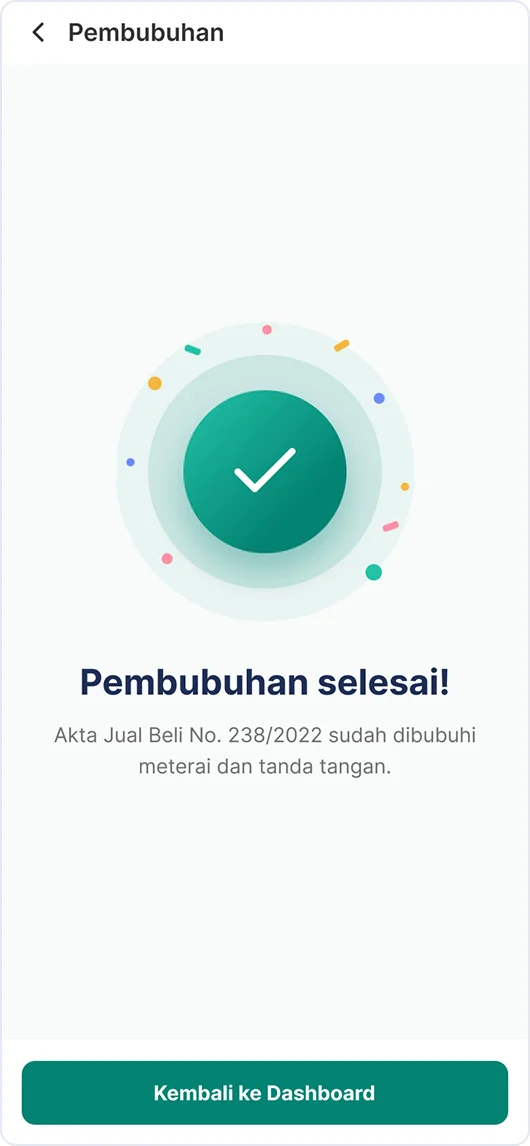 Pembubuhan
Pembubuhan selesai!
Akta Jual Beli No. 238/2022 sudah dibubuhi
meterai dan tanda tangan.
Kembali ke Dashboard